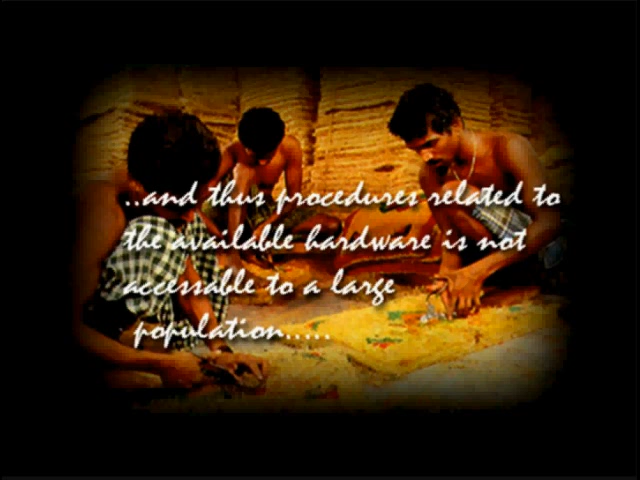 ..and thus procedures related to
the available hardware is not
accessable to a large
population.....